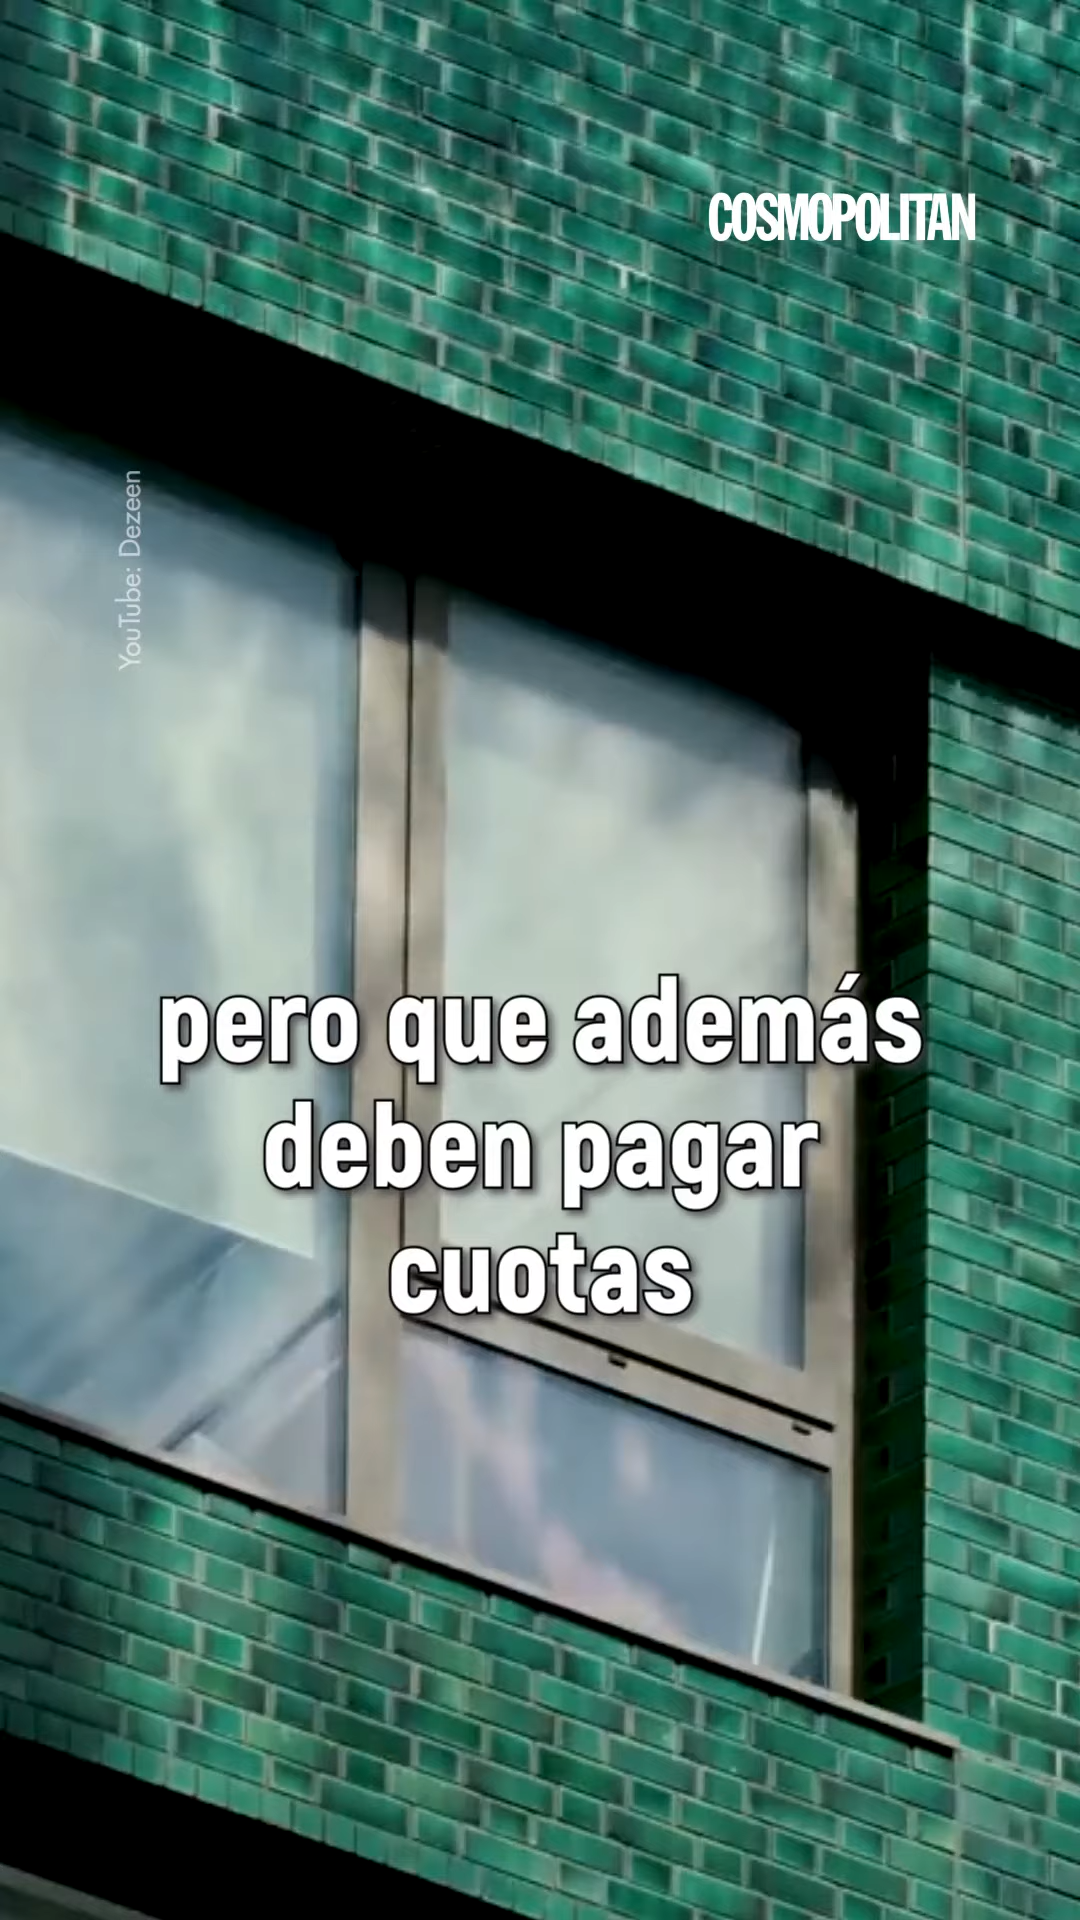 COSMOPOLITAN
YouTube: Dezeen
pero que además
deben pagar
cuotas